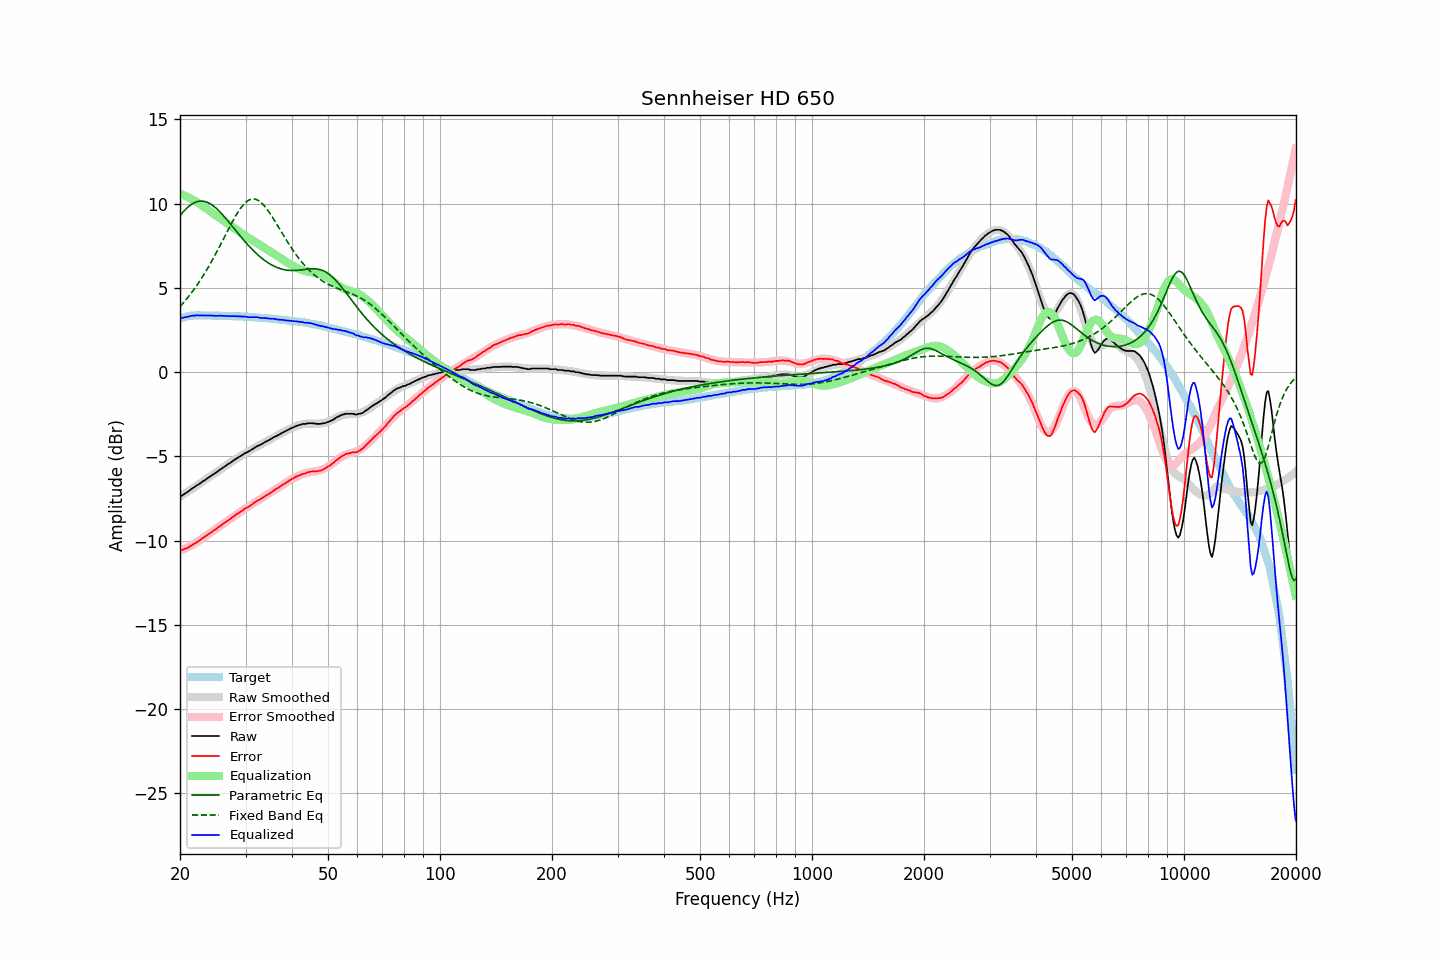 Sennheiser HD 650
15
10
5
0
−5
−10
−15
−20
−25
Amplitude (dBr)
Target
Raw Smoothed
Error Smoothed
Raw
Error
Equalization
Parametric Eq
Fixed Band Eq
Equalized
20 50 100 200 500 1000 2000 5000 10000 20000
Frequency (Hz)